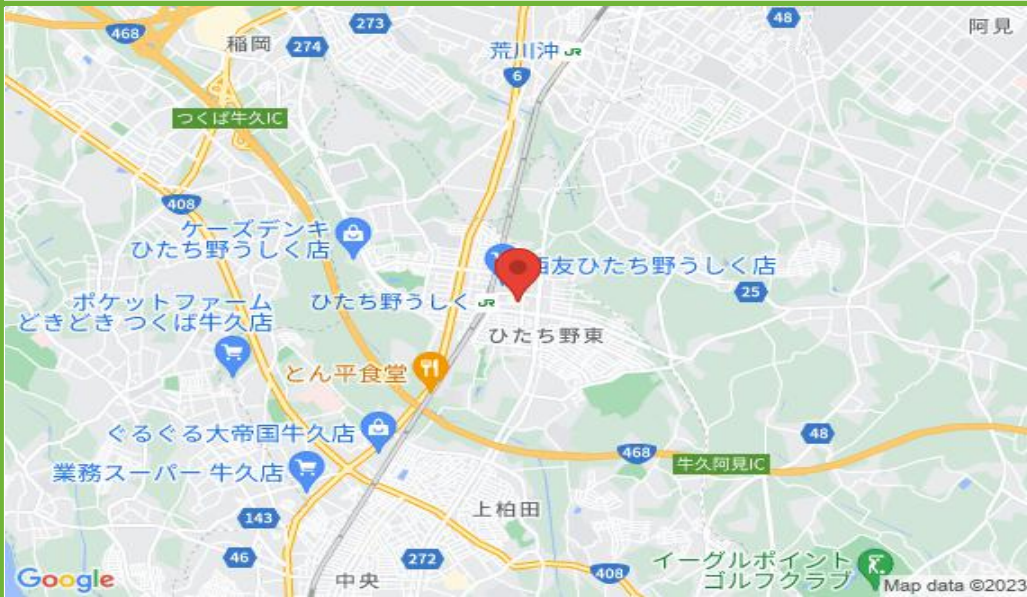 468
稲岡
274
273
荒川沖
JR
48
阿見
6
つくば牛久IC
408
ケーズデンキ
ひたち野うしく店
西友ひたち野うしく店
ポケットファーム
どきどき つくば牛久店
ひたち野うしく
JR
25
ひたち野東
とん平食堂
ぐるぐる大帝国牛久店
業務スーパー 牛久店
468
牛久阿見IC
48
143
上柏田
46
272
中央
408
イーグルポイント
ゴルフクラブ
Google
Map data ©2023